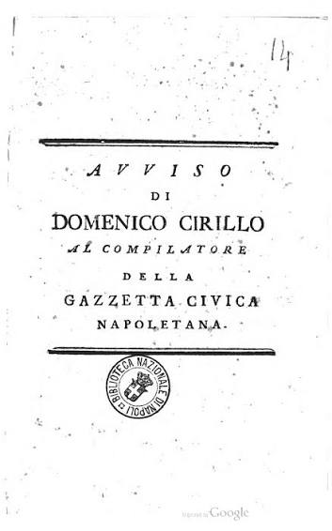 14
AVVISO
DI
DOMENICO CIRILLO
AL COMPILATORE
DELLA
GAZZETTA CIVICA
NAPOLETANA.
BIBLIOTECA NAZIONALE DI NAPOLI
Google